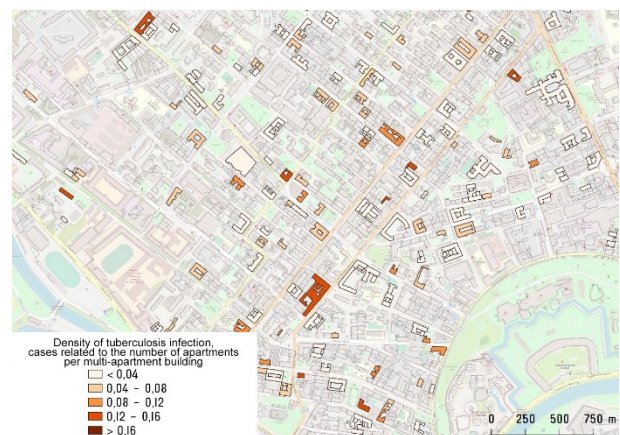 Density of tuberculosis infection,
cases related to the number of apartments
per multi-apartment building
< 0,04
0,04 - 0,08
0,08 - 0,12
0,12 - 0,16
> 0,16
0 250 500 750 m